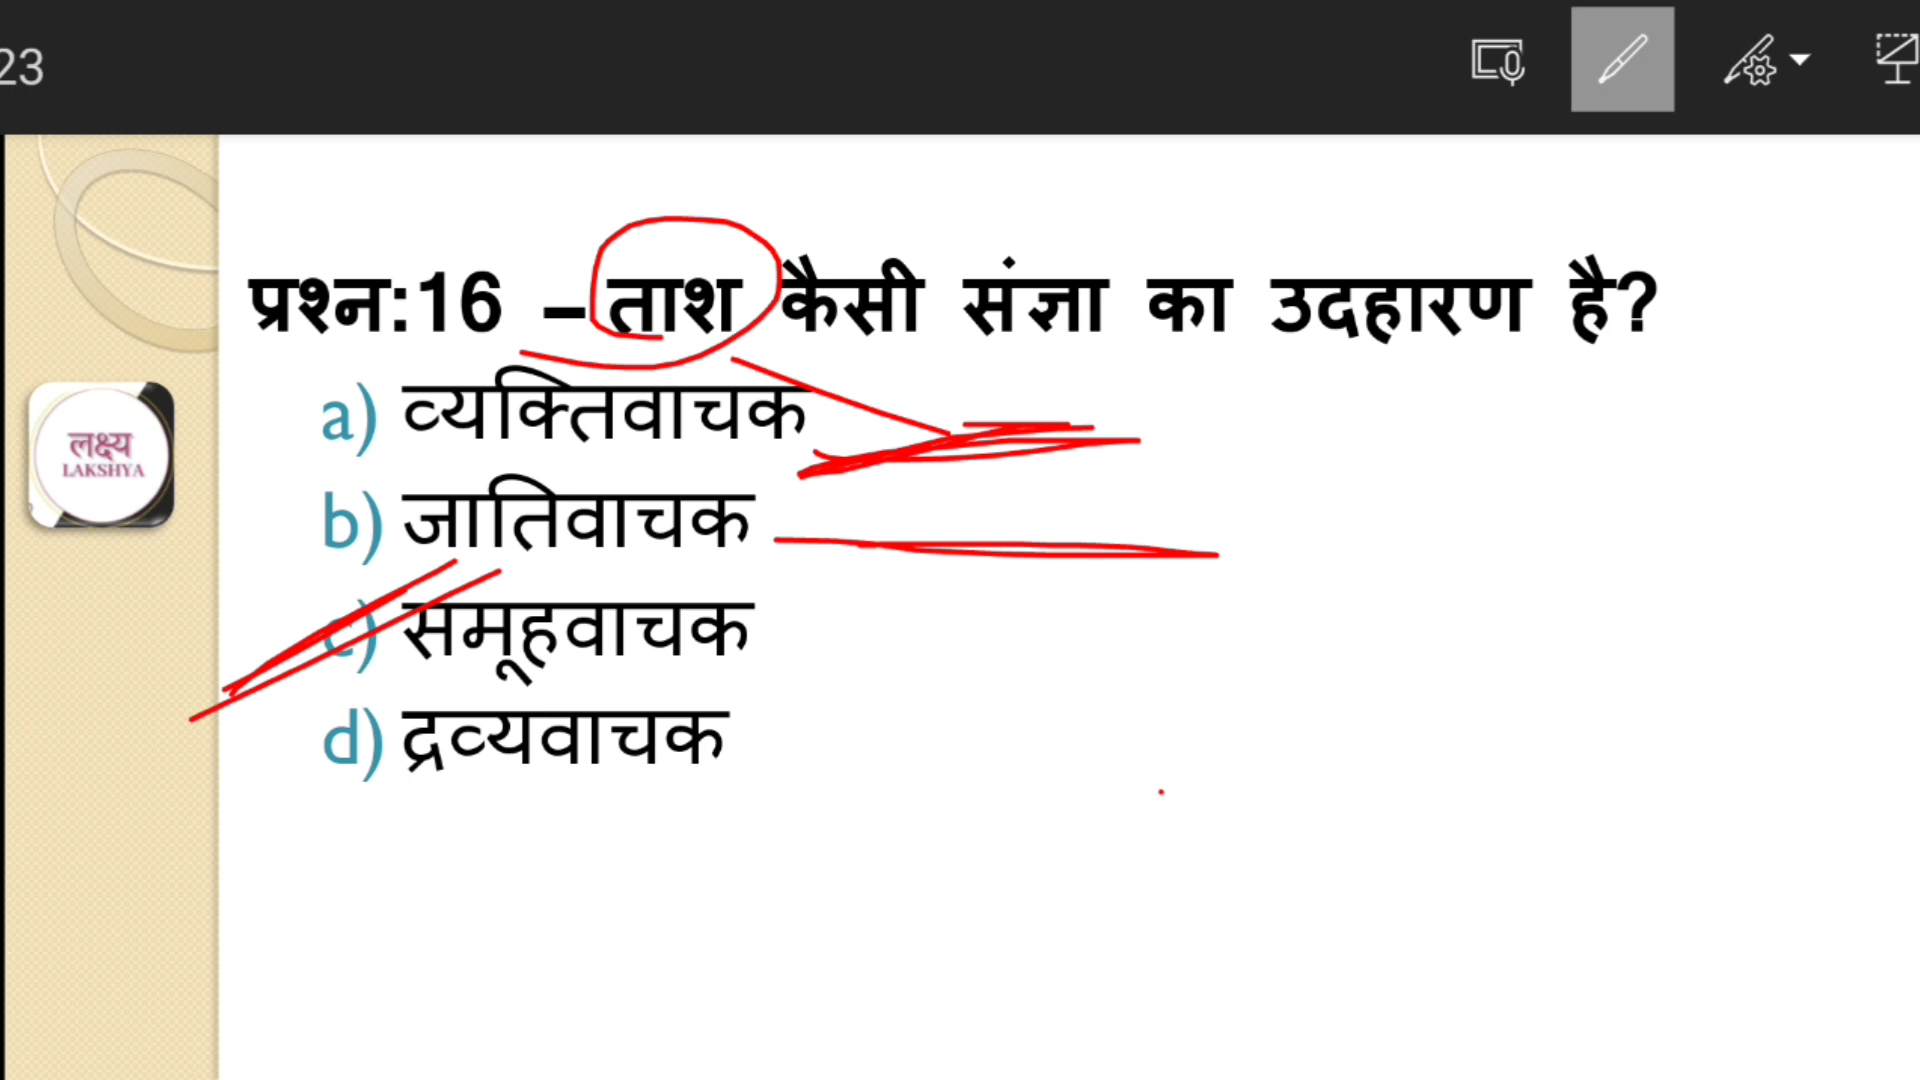 23
प्रश्न:16 – ताश कैसी संज्ञा का उदहारण है?
a) व्यक्तिवाचक
b) जातिवाचक
लक्ष्य
LAKSHYA
c) समूहवाचक
d) द्रव्यवाचक